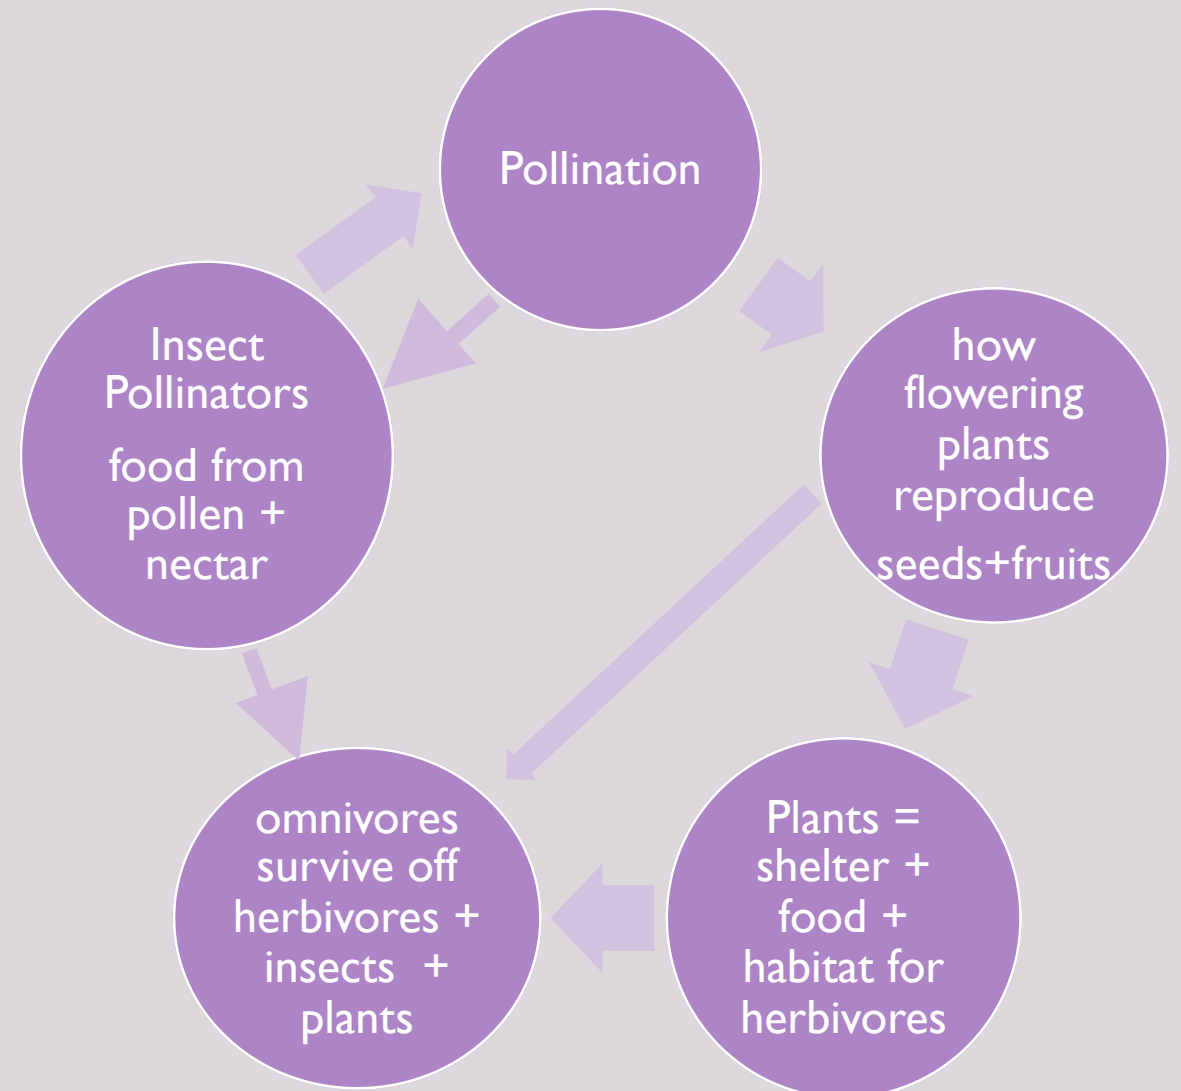 Pollination
Insect
Pollinators
food from
pollen +
nectar
how
flowering
plants
reproduce
seeds+fruits
omnivores
survive off
herbivores +
insects +
plants
Plants =
shelter +
food +
habitat for
herbivores